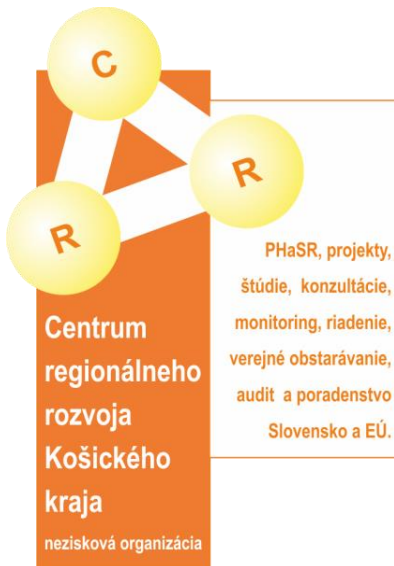 C
R
R
PHaSR, projekty,
štúdie, konzultácie,
monitoring, riadenie,
verejné obstarávanie,
audit a poradenstvo
Slovensko a EÚ.
Centrum
regionálneho
rozvoja
Košického
kraja
nezisková organizácia